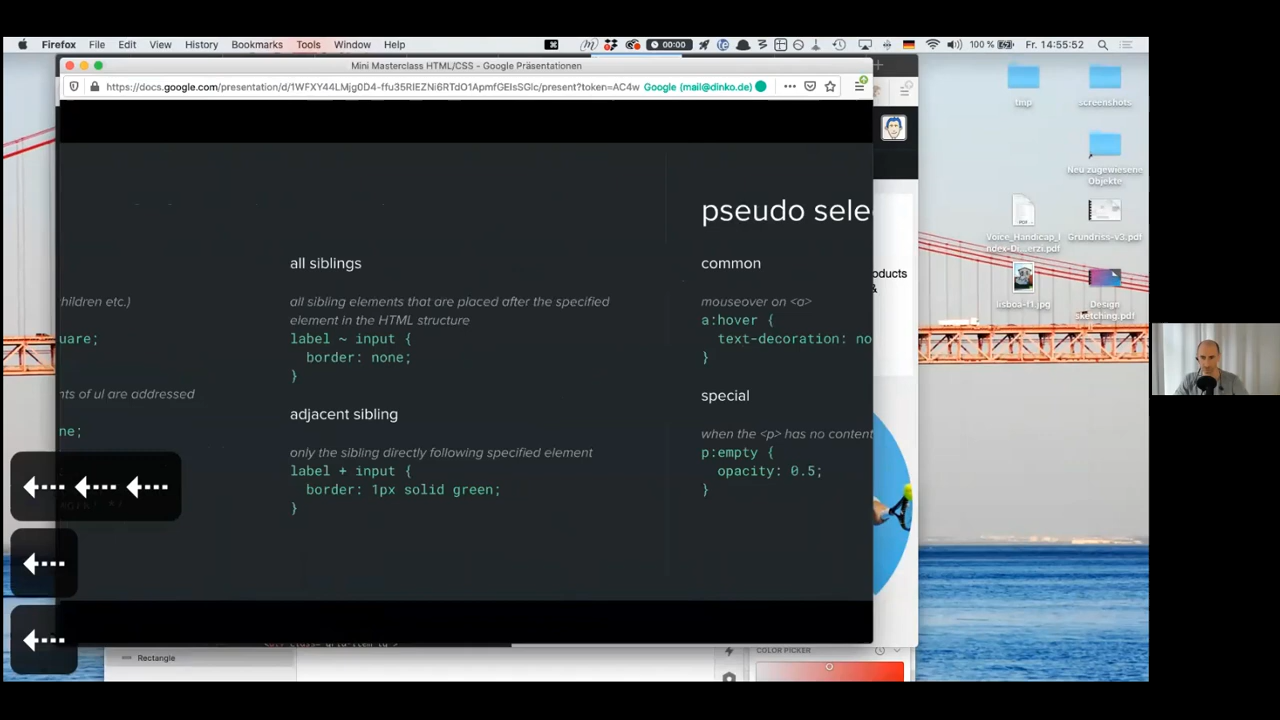 Firefox File Edit View History Bookmarks Tools Window Help
00:00
100 % Fr. 14:55:52
Mini Masterclass HTML/CSS - Google Präsentationen
https://docs.google.com/presentation/d/1WFXY44LMjg0D4-ffu35RIEZNi6RTdO1ApmfGEIsSGlc/present?token=AC4w
Google (mail@dinko.de)
tmp
screenshots
Neu zugewiesene
Objekte
Voice_Handicap_I
ndex-Di...erzi.pdf
Grundriss-v3.pdf
lisboa-f1.jpg
Design
sketching.pdf
oducts
&
hildren etc.)
uare;
nts of ul are addressed
ne;
all siblings
all sibling elements that are placed after the specified
element in the HTML structure
label ~ input {
border: none;
}
adjacent sibling
only the sibling directly following specified element
label + input {
border: 1px solid green;
}
pseudo sele
common
mouseover on <a>
a:hover {
text-decoration: no
}
special
when the <p> has no content
p:empty {
opacity: 0.5;
}
Rectangle
COLOR PICKER